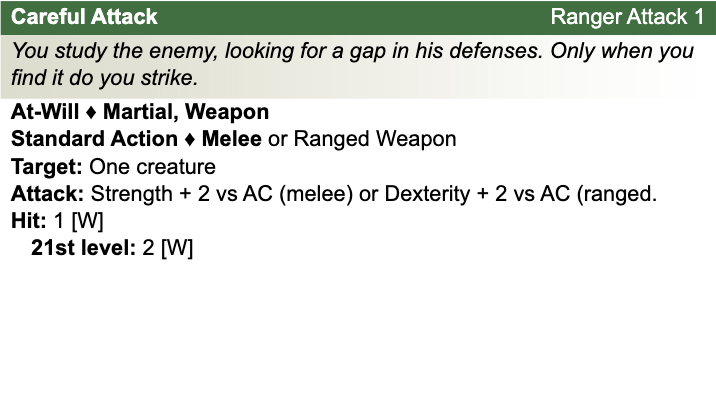 Careful Attack Ranger Attack 1
You study the enemy, looking for a gap in his defenses. Only when you
find it do you strike.
At-Will ♦ Martial, Weapon
Standard Action ♦ Melee or Ranged Weapon
Target: One creature
Attack: Strength + 2 vs AC (melee) or Dexterity + 2 vs AC (ranged.
Hit: 1 [W]
21st level: 2 [W]